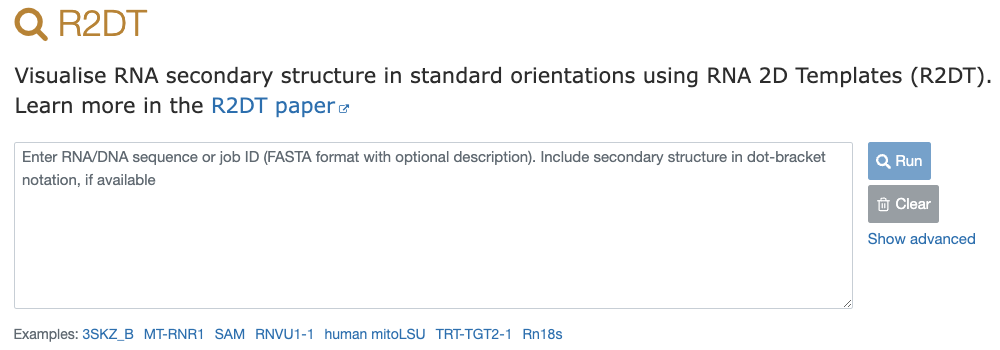 R2DT
Visualise RNA secondary structure in standard orientations using RNA 2D Templates (R2DT).
Learn more in the R2DT paper
Enter RNA/DNA sequence or job ID (FASTA format with optional description). Include secondary structure in dot-bracket
notation, if available
Run
Clear
Show advanced
Examples: 3SKZ_B MT-RNR1 SAM RNVU1-1 human mitoLSU TRT-TGT2-1 Rn18s